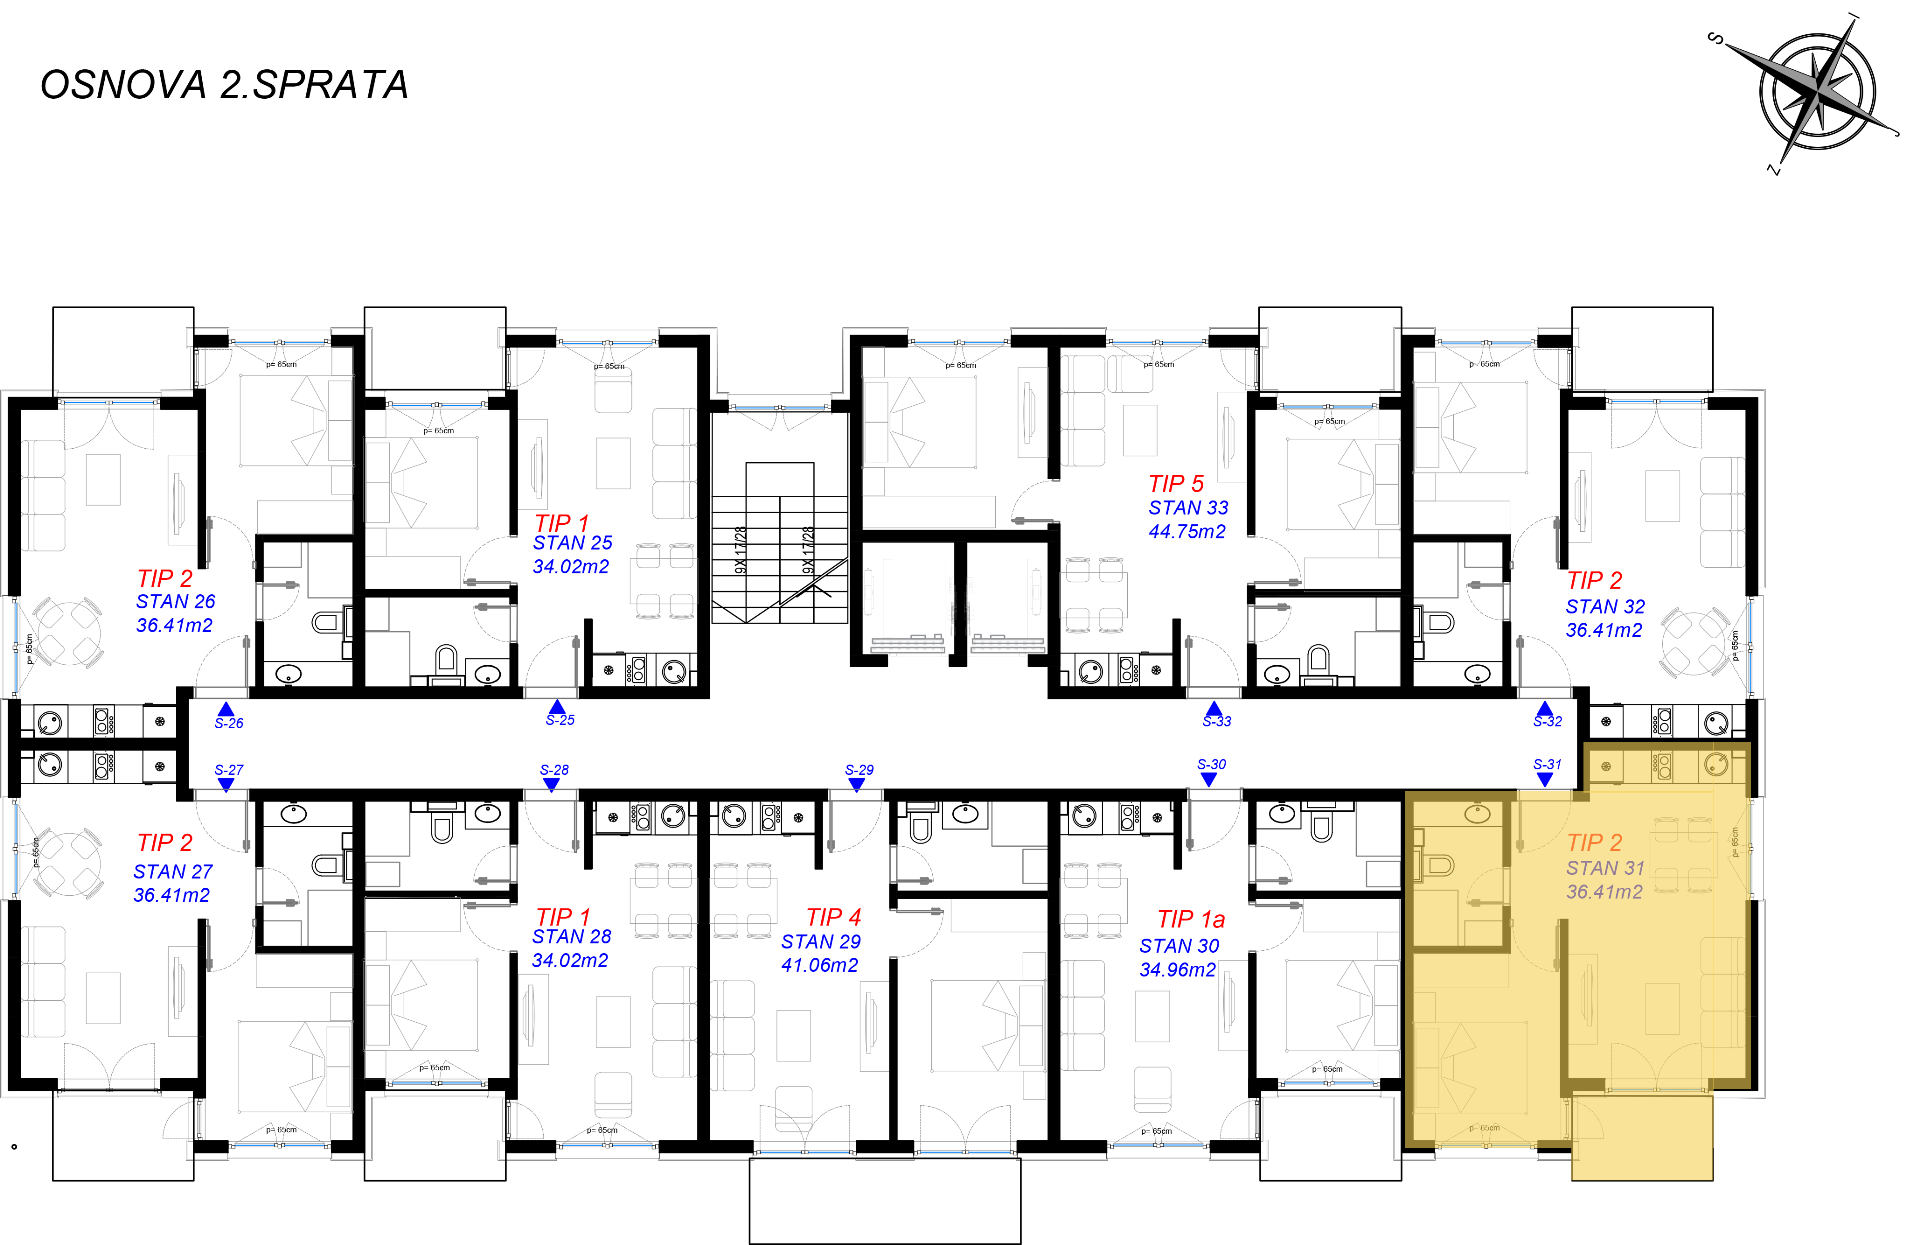 OSNOVA 2.SPRATA
S
I
J
Z
p= 65cm
p= 65cm
p= 65cm
p= 65cm
p= 65cm
p= 65cm
p= 65cm
p= 65cm
TIP 2
STAN 26
36.41m2
p= 65cm
TIP 1
STAN 25
34.02m2
9X17/28
9X17/28
TIP 5
STAN 33
44.75m2
TIP 2
STAN 32
36.41m2
p= 65cm
S-26
S-25
S-33
S-32
S-27
S-28
S-29
S-30
S-31
TIP 2
STAN 27
36.41m2
p= 65cm
TIP 1
STAN 28
34.02m2
TIP 4
STAN 29
41.06m2
TIP 1a
STAN 30
34.96m2
TIP 2
STAN 31
36.41m2
p= 65cm
p= 65cm
p= 65cm
p= 65cm
p= 65cm
p= 65cm
p= 65cm